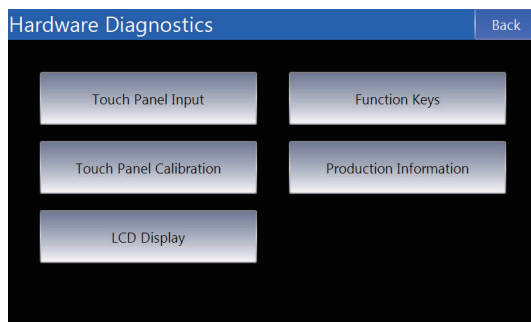 Hardware Diagnostics
Back
Touch Panel Input
Function Keys
Touch Panel Calibration
Production Information
LCD Display